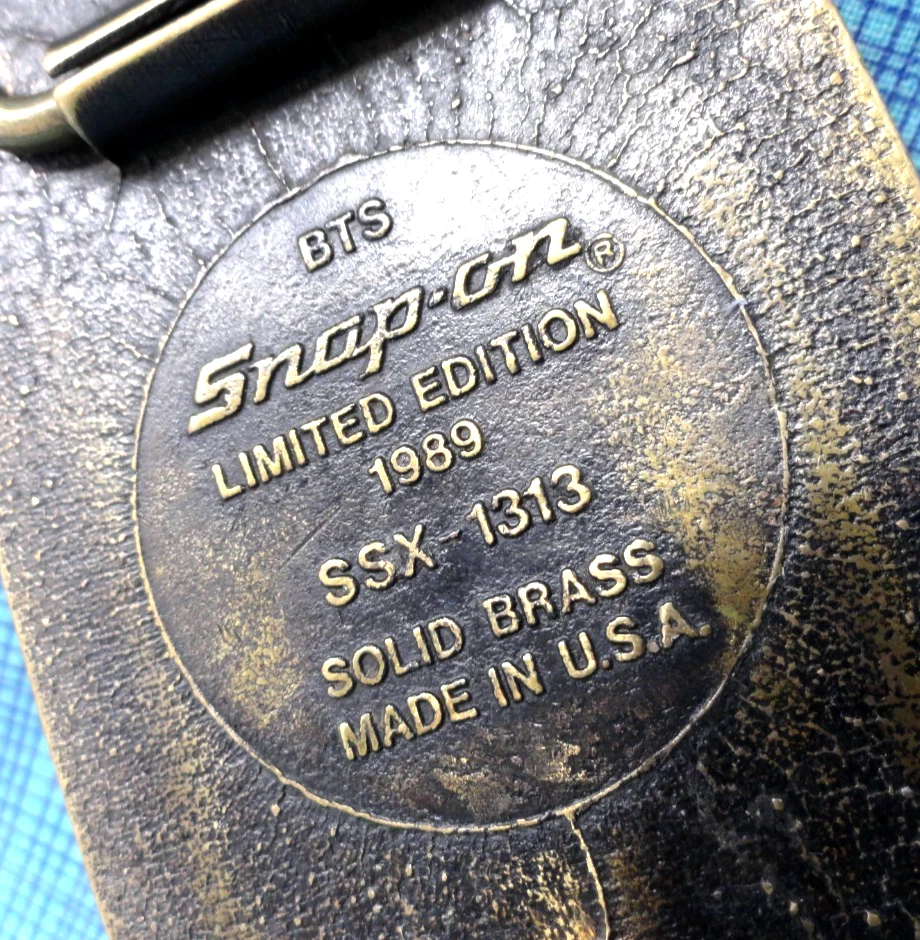 BTS
Snap-on®
LIMITED EDITION
1989
SSX-1313
SOLID BRASS
MADE IN U.S.A.